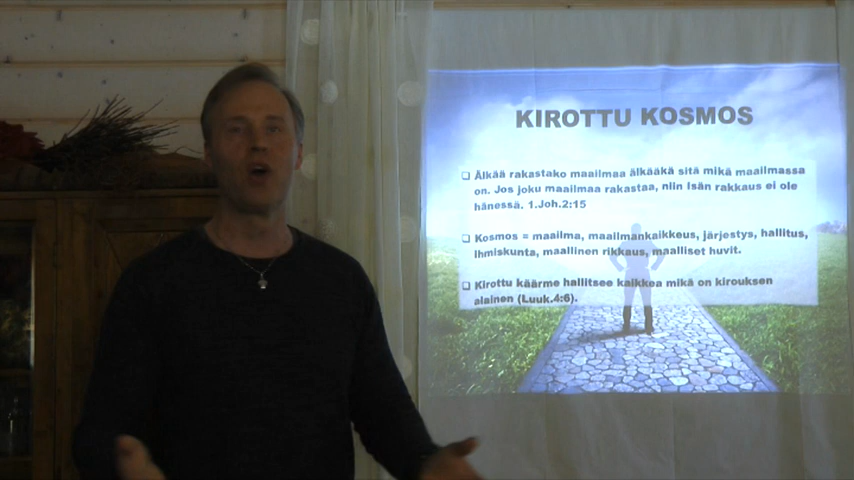 KIROTTU KOSMOS
❑ Älkää rakastako maailmaa älkääkä sitä mikä maailmassa
on. Jos joku maailmaa rakastaa, niin Isän rakkaus ei ole
hänessä. 1.Joh.2:15
❑ Kosmos = maailma, maailmankaikkeus, järjestys, hallitus,
Ihmiskunta, maallinen rikkaus, maalliset huvit.
❑ Kirottu käärme hallitsee kaikkea mikä on kirouksen
alainen (Luuk.4:6).